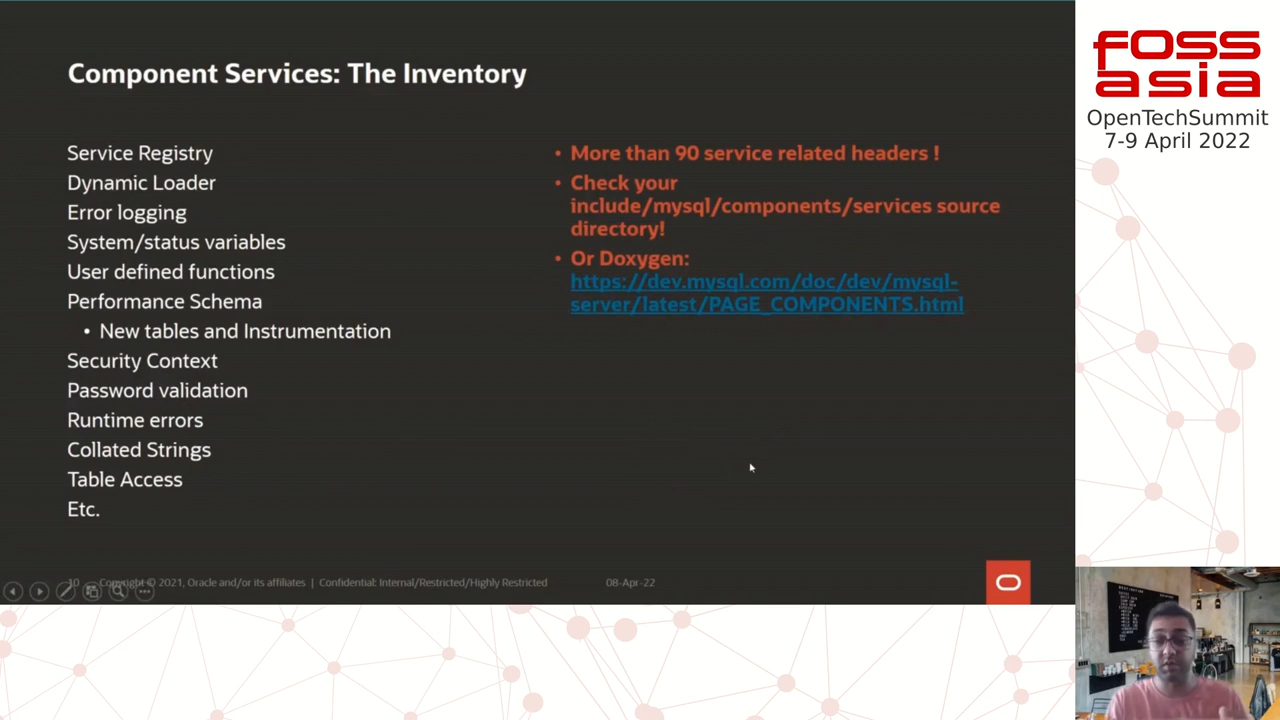 Component Services: The Inventory
Service Registry
Dynamic Loader
Error logging
System/status variables
User defined functions
Performance Schema
• New tables and Instrumentation
Security Context
Password validation
Runtime errors
Collated Strings
Table Access
Etc.
• More than 90 service related headers !
• Check your
include/mysql/components/services source
directory!
• Or Doxygen:
https://dev.mysql.com/doc/dev/mysql-
server/latest/PAGE_COMPONENTS.html
10 Copyright © 2021, Oracle and/or its affiliates | Confidential: Internal/Restricted/Highly Restricted 08-Apr-22
foss
asia
OpenTechSummit
7-9 April 2022